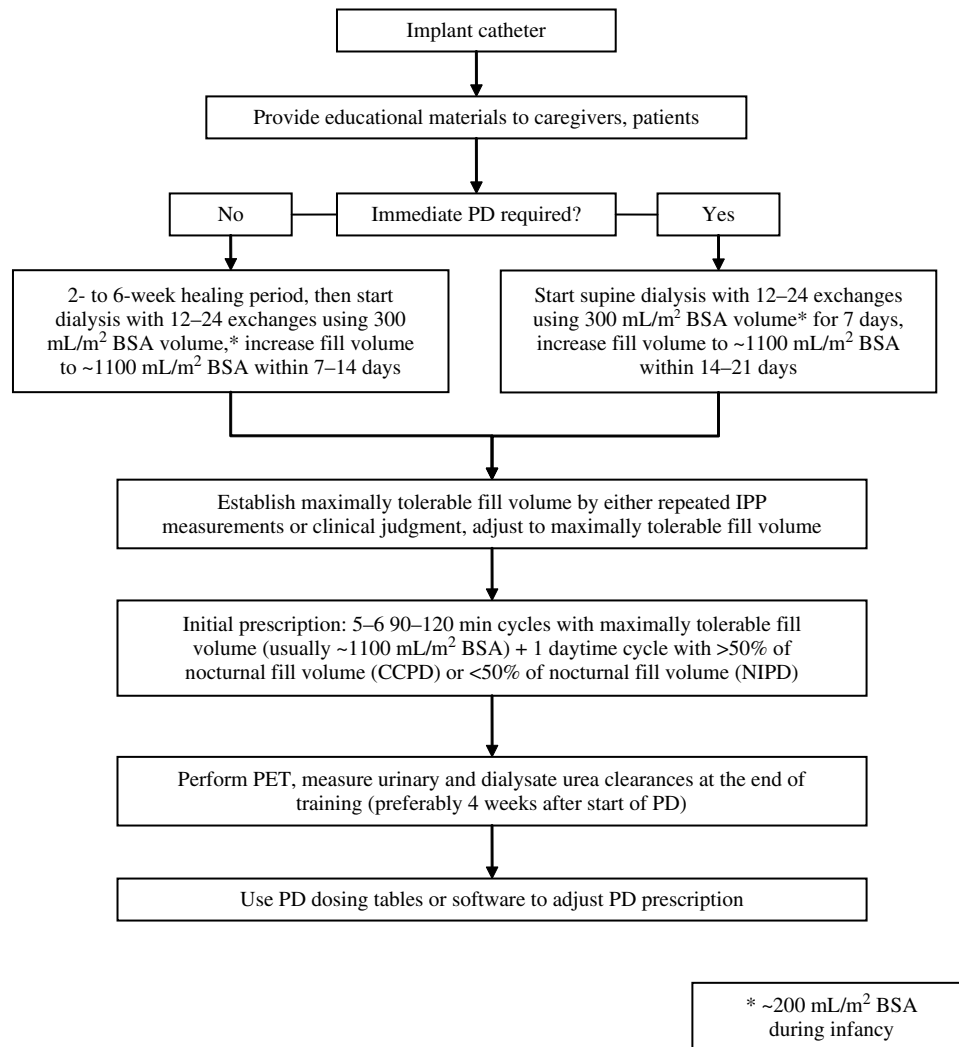 Implant catheter
Provide educational materials to caregivers, patients
No
Immediate PD required?
Yes
2- to 6-week healing period, then start
dialysis with 12–24 exchanges using 300
mL/m² BSA volume,* increase fill volume
to ~1100 mL/m² BSA within 7–14 days
Start supine dialysis with 12–24 exchanges
using 300 mL/m² BSA volume* for 7 days,
increase fill volume to ~1100 mL/m² BSA
within 14–21 days
Establish maximally tolerable fill volume by either repeated IPP
measurements or clinical judgment, adjust to maximally tolerable fill volume
Initial prescription: 5–6 90–120 min cycles with maximally tolerable fill
volume (usually ~1100 mL/m² BSA) + 1 daytime cycle with >50% of
nocturnal fill volume (CCPD) or <50% of nocturnal fill volume (NIPD)
Perform PET, measure urinary and dialysate urea clearances at the end of
training (preferably 4 weeks after start of PD)
Use PD dosing tables or software to adjust PD prescription
* ~200 mL/m² BSA
during infancy